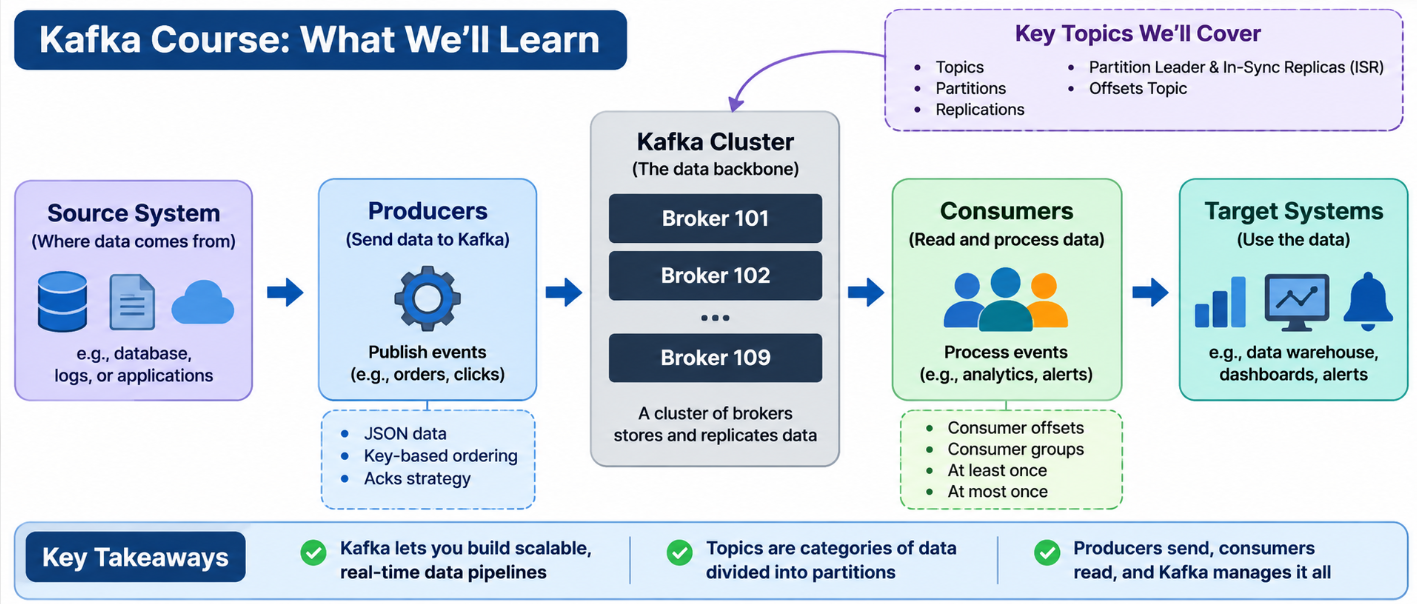 Kafka Course: What We'll Learn
Key Topics We'll Cover
• Topics
• Partitions
• Replications
• Partition Leader & In-Sync Replicas (ISR)
• Offsets Topic
Source System
(Where data comes from)
e.g., database,
logs, or applications
Producers
(Send data to Kafka)
Publish events
(e.g., orders, clicks)
• JSON data
• Key-based ordering
• Acks strategy
Kafka Cluster
(The data backbone)
Broker 101
Broker 102
...
Broker 109
A cluster of brokers
stores and replicates data
Consumers
(Read and process data)
Process events
(e.g., analytics, alerts)
• Consumer offsets
• Consumer groups
• At least once
• At most once
Target Systems
(Use the data)
e.g., data warehouse,
dashboards, alerts
Key Takeaways
Kafka lets you build scalable,
real-time data pipelines
Topics are categories of data
divided into partitions
Producers send, consumers
read, and Kafka manages it all